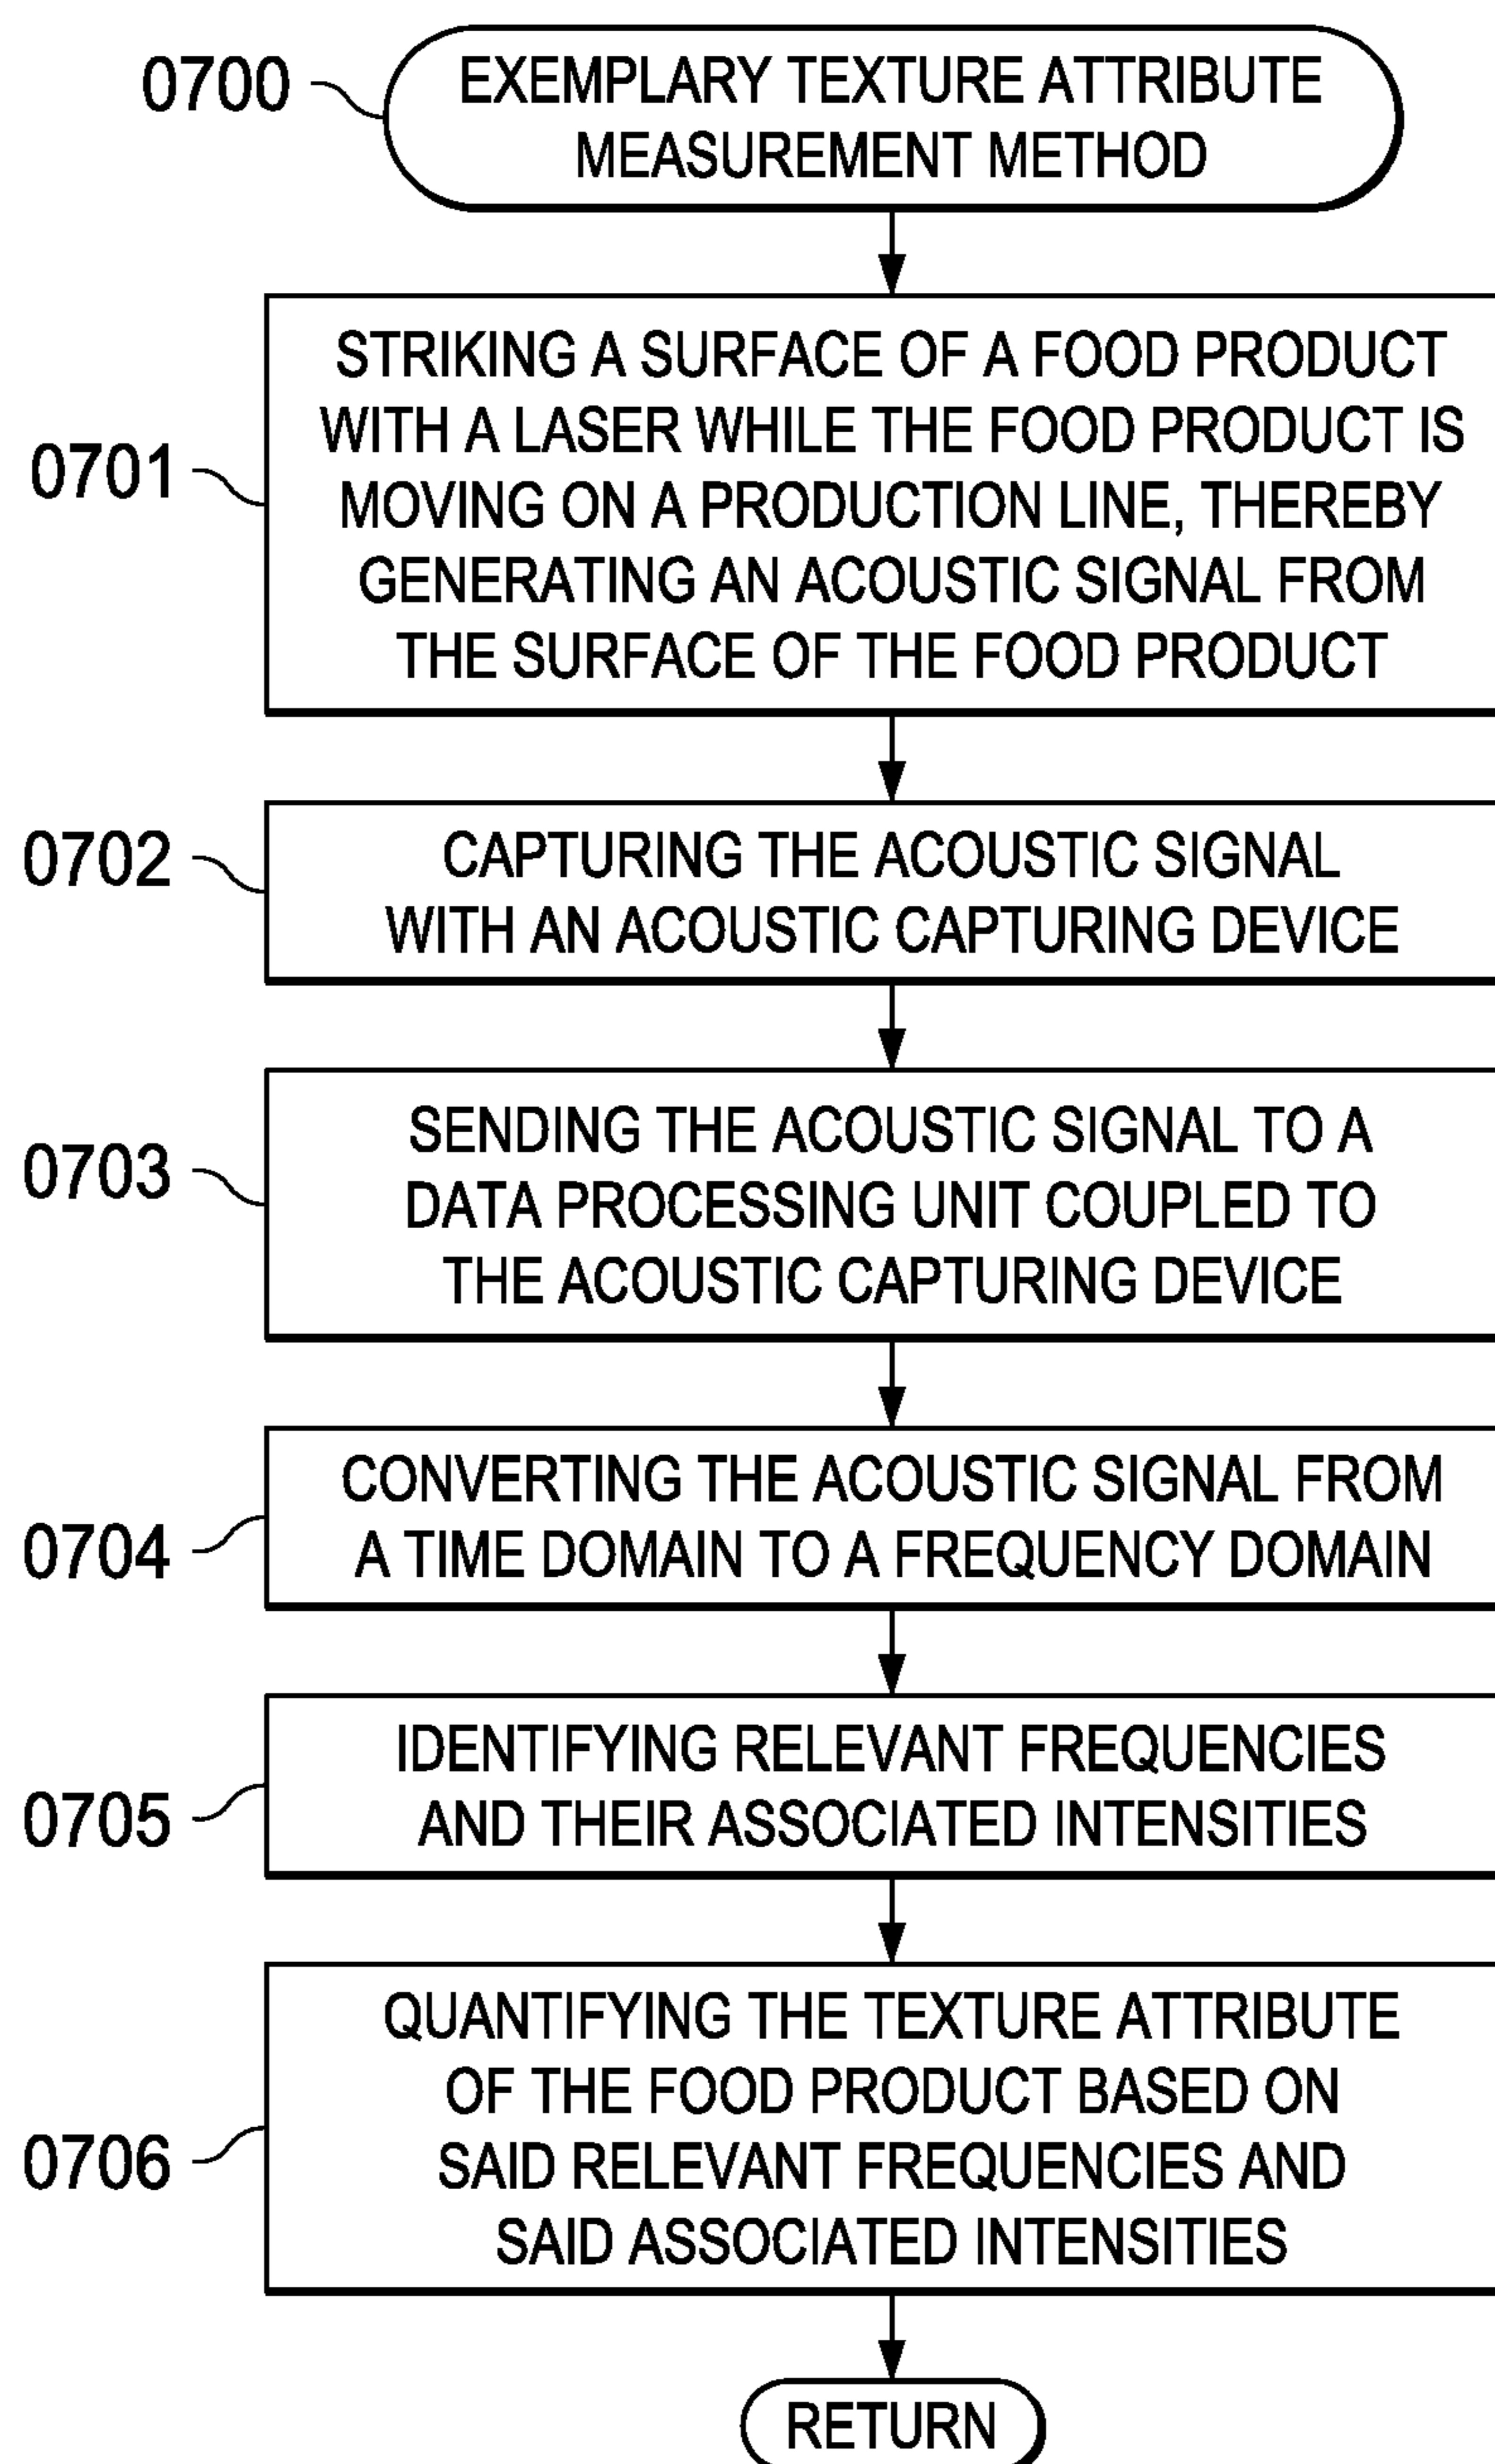 0700
EXEMPLARY TEXTURE ATTRIBUTE
MEASUREMENT METHOD
0701
STRIKING A SURFACE OF A FOOD PRODUCT
WITH A LASER WHILE THE FOOD PRODUCT IS
MOVING ON A PRODUCTION LINE, THEREBY
GENERATING AN ACOUSTIC SIGNAL FROM
THE SURFACE OF THE FOOD PRODUCT
0702
CAPTURING THE ACOUSTIC SIGNAL
WITH AN ACOUSTIC CAPTURING DEVICE
0703
SENDING THE ACOUSTIC SIGNAL TO A
DATA PROCESSING UNIT COUPLED TO
THE ACOUSTIC CAPTURING DEVICE
0704
CONVERTING THE ACOUSTIC SIGNAL FROM
A TIME DOMAIN TO A FREQUENCY DOMAIN
0705
IDENTIFYING RELEVANT FREQUENCIES
AND THEIR ASSOCIATED INTENSITIES
0706
QUANTIFYING THE TEXTURE ATTRIBUTE
OF THE FOOD PRODUCT BASED ON
SAID RELEVANT FREQUENCIES AND
SAID ASSOCIATED INTENSITIES
RETURN